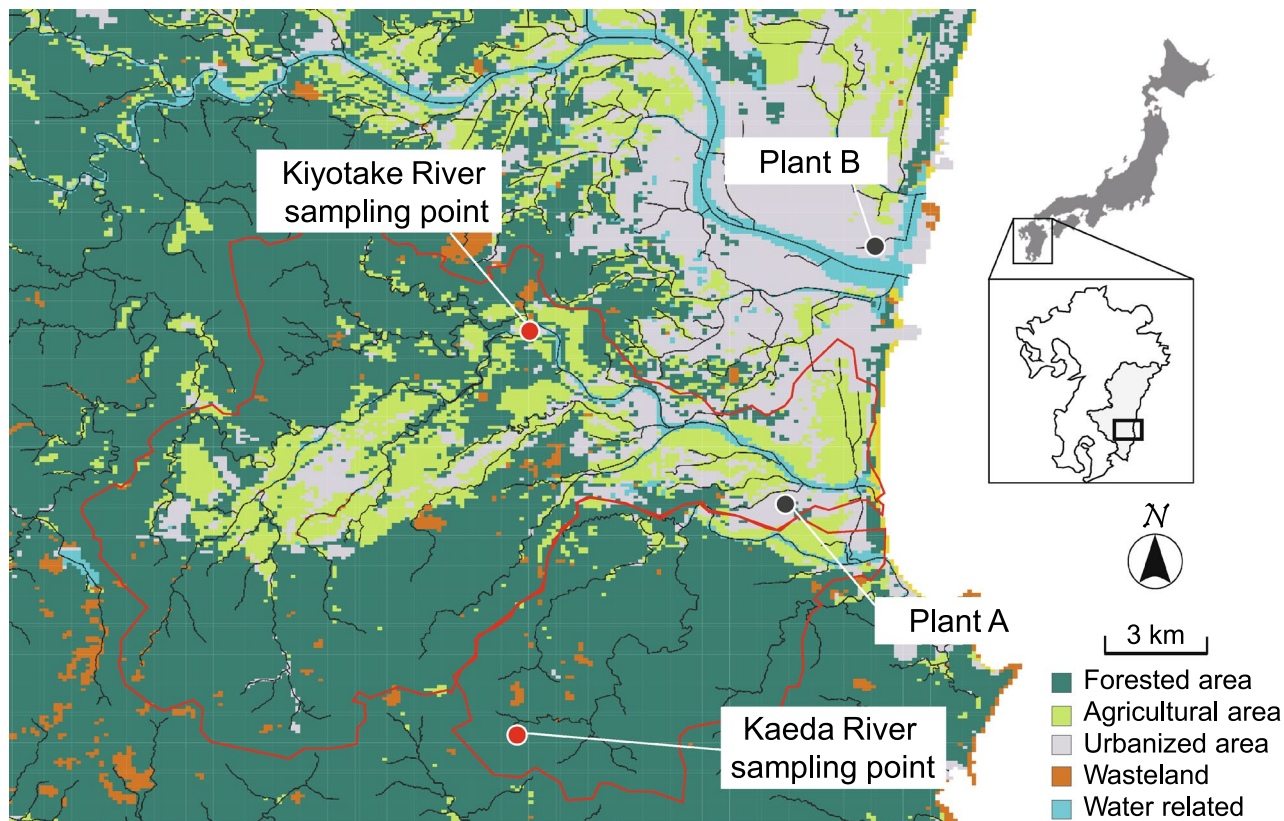 Kiyotake River
sampling point
Plant B
Plant A
Kaeda River
sampling point
N
3 km
Forested area
Agricultural area
Urbanized area
Wasteland
Water related